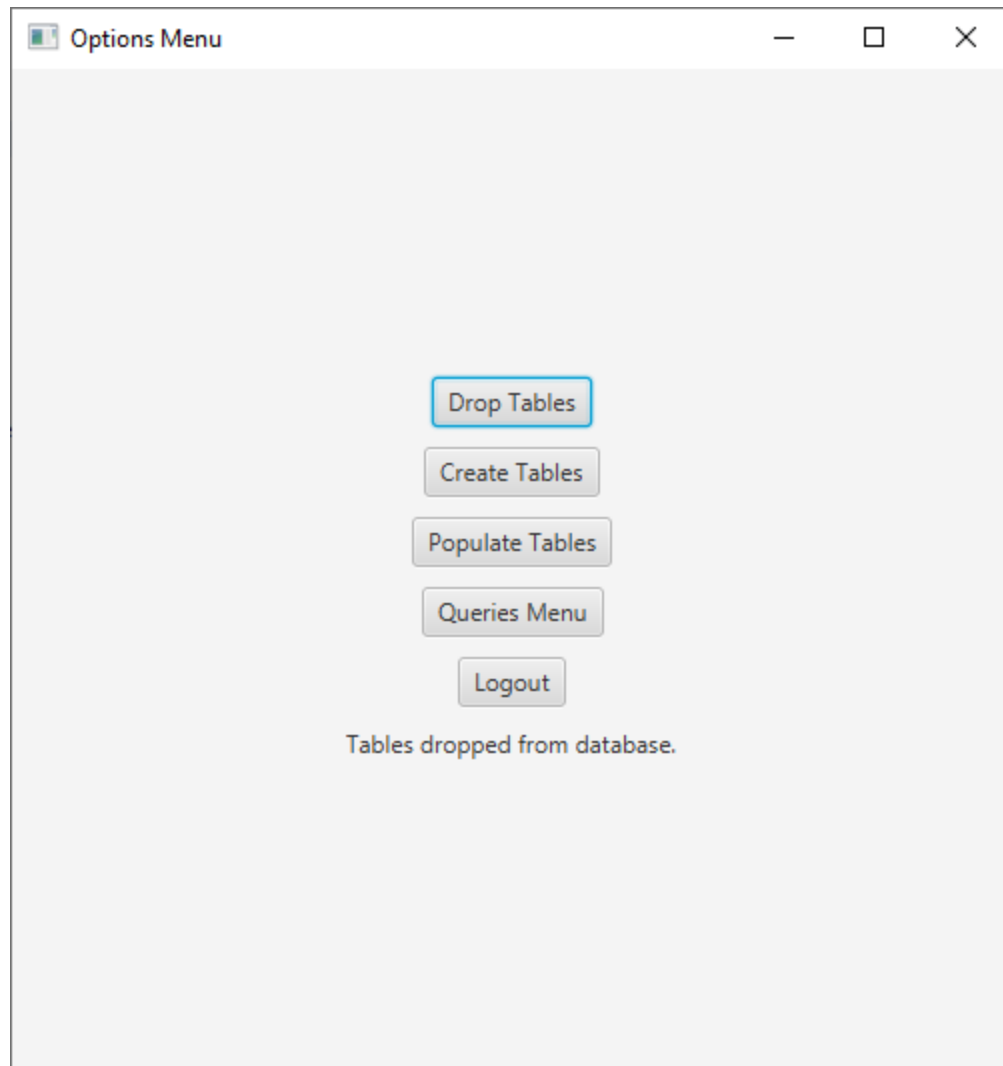 Options Menu
Drop Tables
Create Tables
Populate Tables
Queries Menu
Logout
Tables dropped from database.